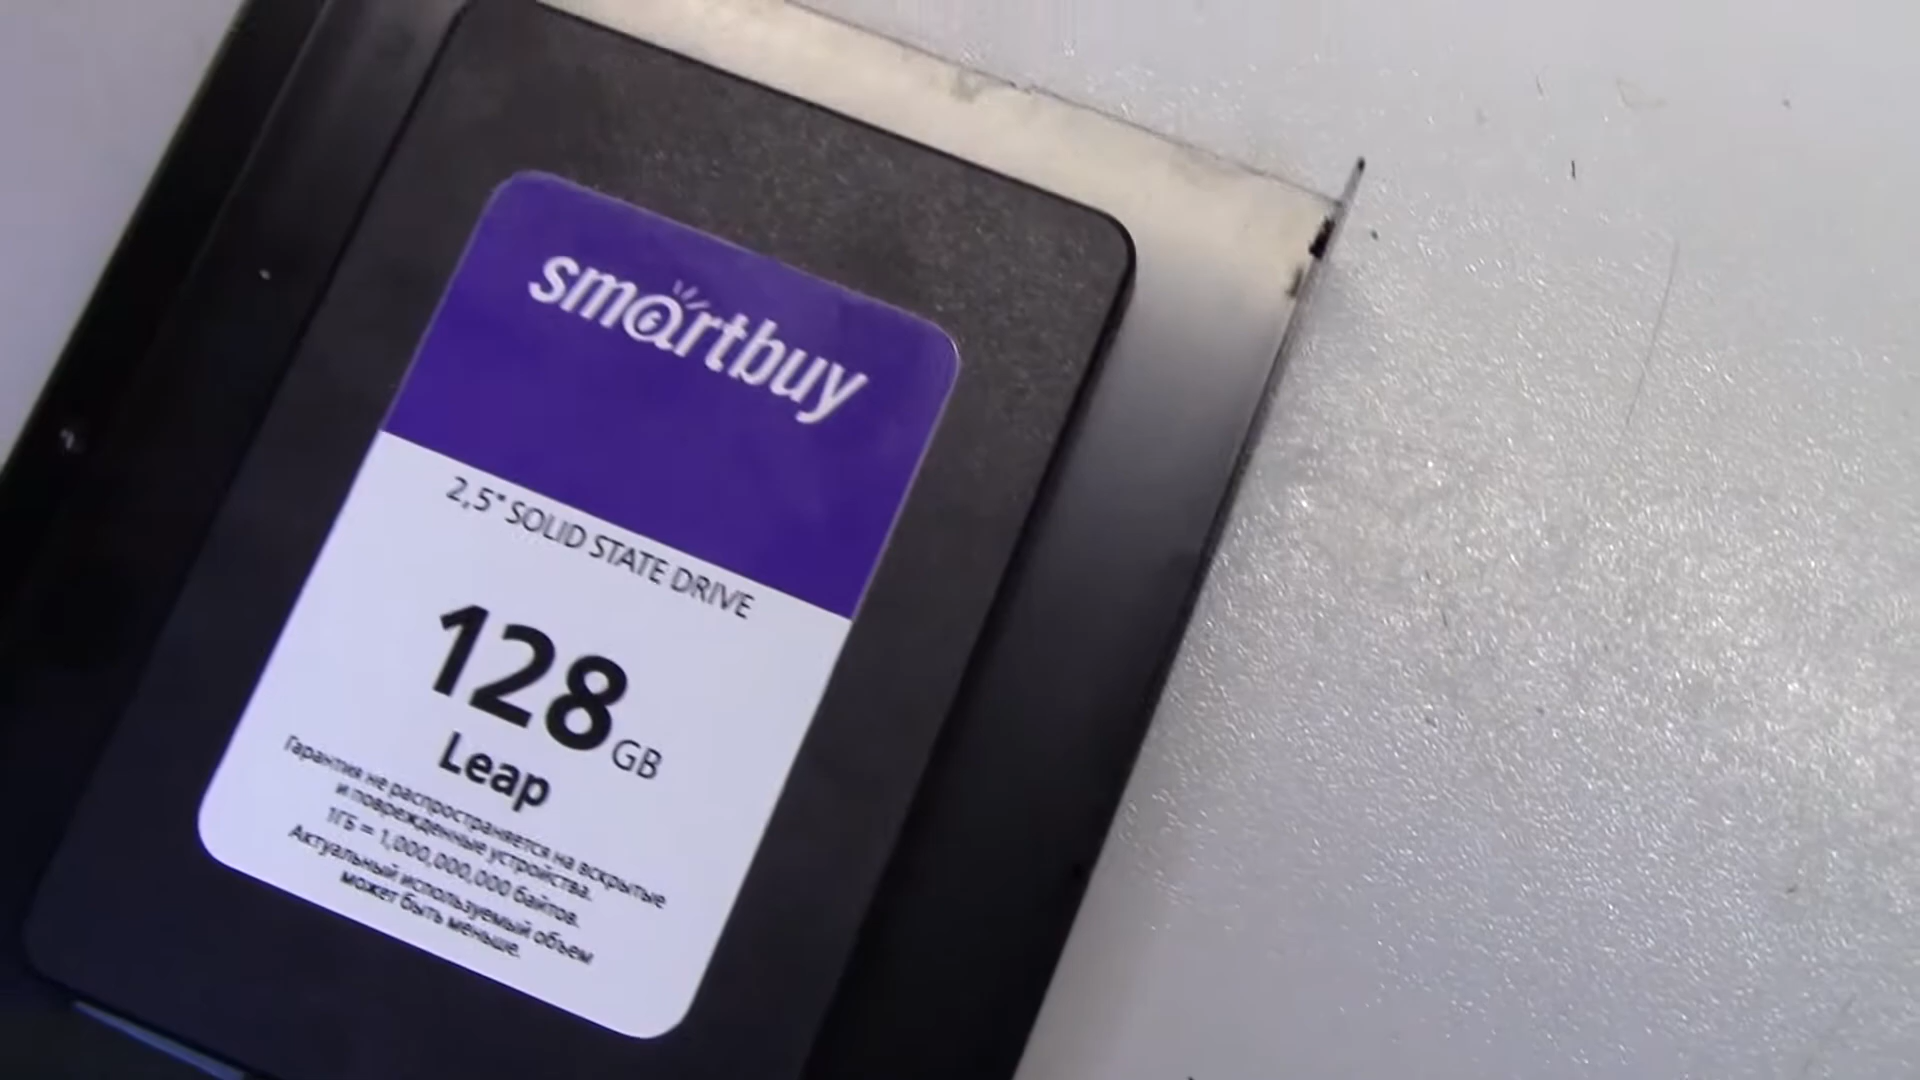 smartbuy
2,5" SOLID STATE DRIVE
128 GB
Leap
Гарантия не распространяется на вскрытые
и повреждённые устройства.
1ГБ = 1,000,000,000 байтов.
Актуальный используемый объем
может быть меньше.